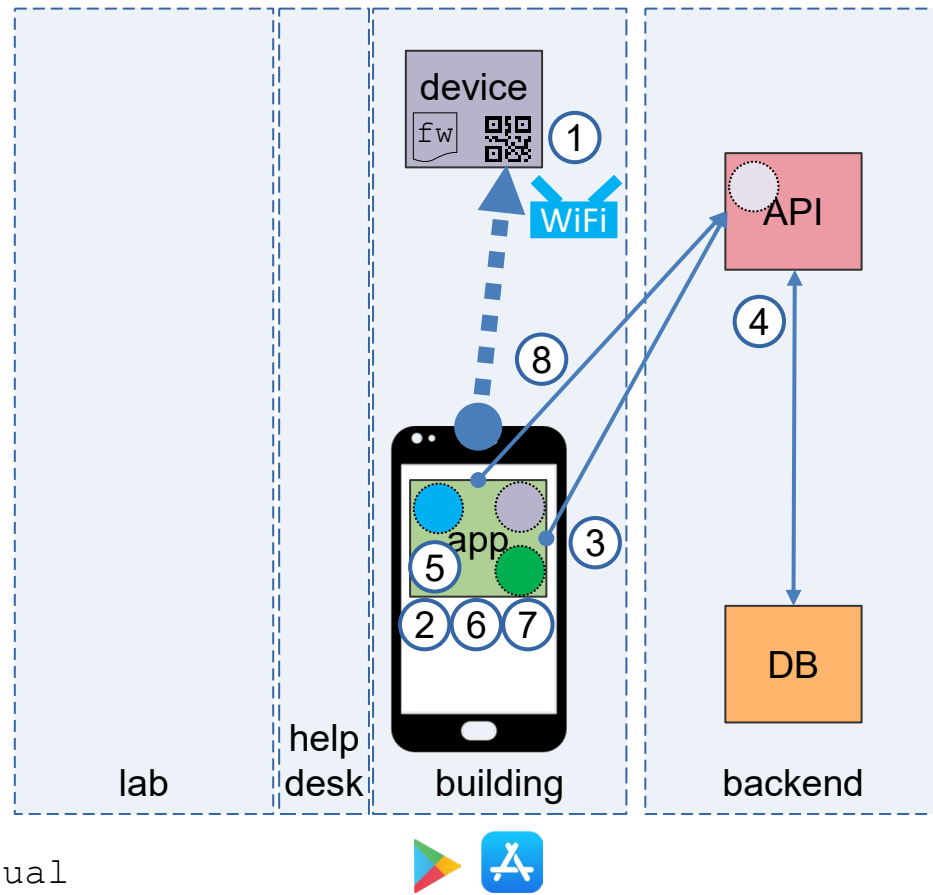 device
fw
1
WiFi
API
4
8
app
3
5
2 6 7
DB
help
desk
lab
building
backend
ual